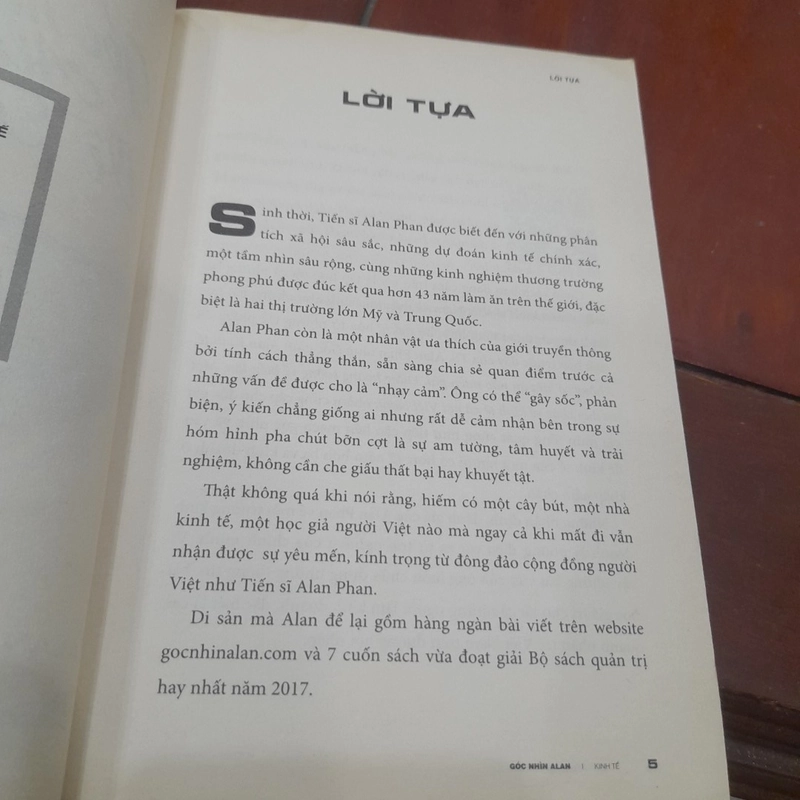 Ế
LỜI TỰA
LỜI TỰA
Sinh thời, Tiến sĩ Alan Phan được biết đến với những phân
tích xã hội sâu sắc, những dự đoán kinh tế chính xác,
một tầm nhìn sâu rộng, cùng những kinh nghiệm thương trường
phong phú được đúc kết qua hơn 43 năm làm ăn trên thế giới, đặc
biệt là hai thị trường lớn Mỹ và Trung Quốc.
Alan Phan còn là một nhân vật ưa thích của giới truyền thông
bởi tính cách thẳng thắn, sẵn sàng chia sẻ quan điểm trước cả
những vấn đề được cho là “nhạy cảm”. Ông có thể “gây sốc”, phản
biện, ý kiến chẳng giống ai nhưng rất dễ cảm nhận bên trong sự
hóm hỉnh pha chút bỡn cợt là sự am tường, tâm huyết và trải
nghiệm, không cần che giấu thất bại hay khuyết tật.
Thật không quá khi nói rằng, hiếm có một cây bút, một nhà
kinh tế, một học giả người Việt nào mà ngay cả khi mất đi vẫn
nhận được sự yêu mến, kính trọng từ đông đảo cộng đồng người
Việt như Tiến sĩ Alan Phan.
Di sản mà Alan để lại gồm hàng ngàn bài viết trên website
gocnhinalan.com và 7 cuốn sách vừa đoạt giải Bộ sách quản trị
hay nhất năm 2017.
GÓC NHÌN ALAN | KINH TẾ 5